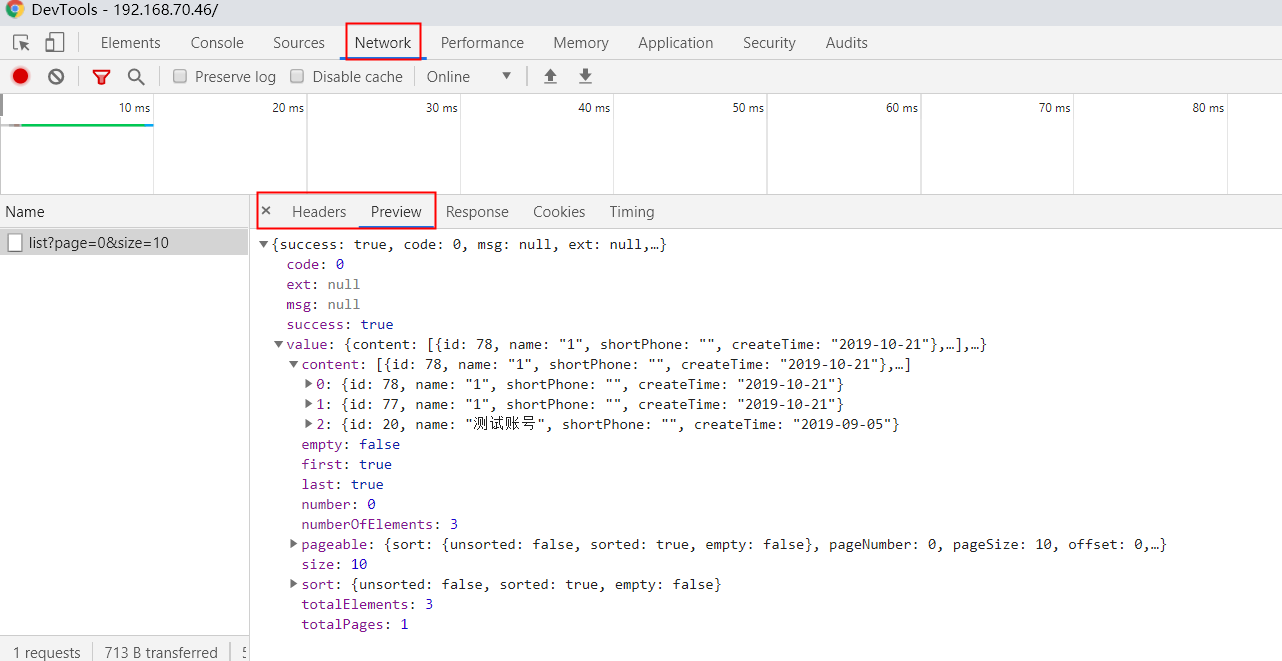 DevTools - 192.168.70.46/
Elements Console Sources Network Performance Memory Application Security Audits
Preserve log Disable cache Online
10 ms 20 ms 30 ms 40 ms 50 ms 60 ms 70 ms 80 ms
Name
× Headers Preview Response Cookies Timing
list?page=0&size=10
{success: true, code: 0, msg: null, ext: null,…}
code: 0
ext: null
msg: null
success: true
value: {content: [{id: 78, name: "1", shortPhone: "", createTime: "2019-10-21"},…],…}
content: [{id: 78, name: "1", shortPhone: "", createTime: "2019-10-21"},…]
0: {id: 78, name: "1", shortPhone: "", createTime: "2019-10-21"}
1: {id: 77, name: "1", shortPhone: "", createTime: "2019-10-21"}
2: {id: 20, name: "测试账号", shortPhone: "", createTime: "2019-09-05"}
empty: false
first: true
last: true
number: 0
numberOfElements: 3
pageable: {sort: {unsorted: false, sorted: true, empty: false}, pageNumber: 0, pageSize: 10, offset: 0,…}
size: 10
sort: {unsorted: false, sorted: true, empty: false}
totalElements: 3
totalPages: 1
1 requests 713 B transferred